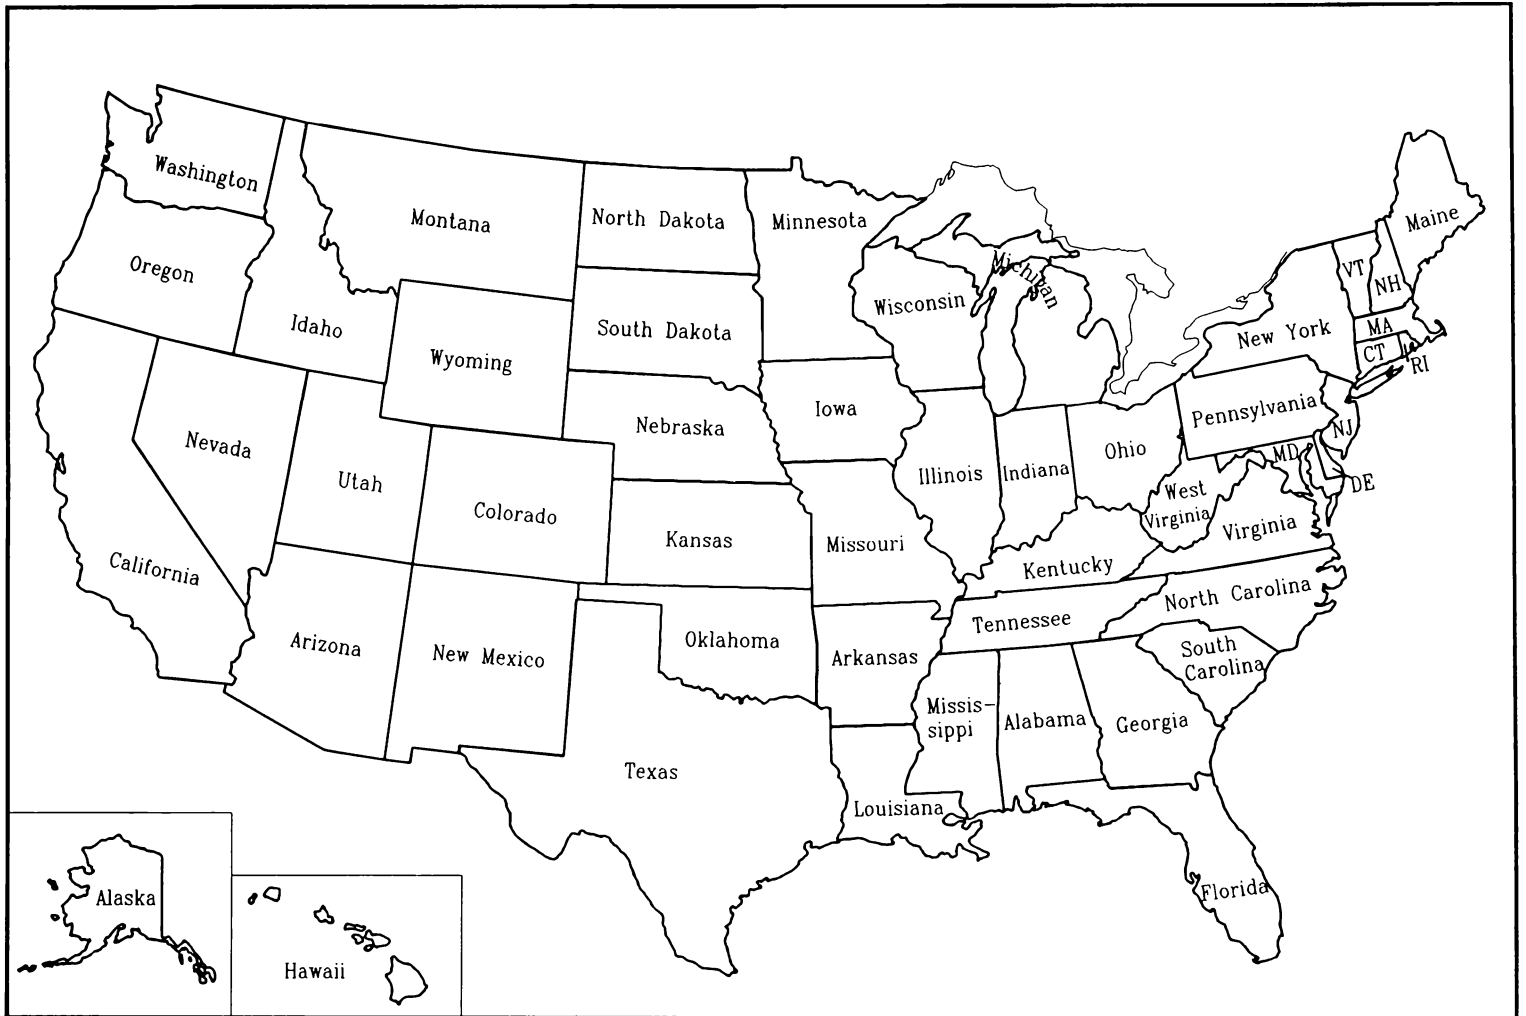 Washington
Montana
North Dakota
Minnesota
Maine
Oregon
Idaho
Wyoming
South Dakota
Wisconsin
Michigan
New York
VT
NH
MA
CT
RI
Nevada
Utah
Colorado
Nebraska
Iowa
Illinois
Indiana
Ohio
Pennsylvania
NJ
MD
DE
California
Kansas
Missouri
Kentucky
West
Virginia
Virginia
Arizona
New Mexico
Oklahoma
Arkansas
Tennessee
North Carolina
South
Carolina
Texas
Louisiana
Missis-
sippi
Alabama
Georgia
Florida
Alaska
Hawaii